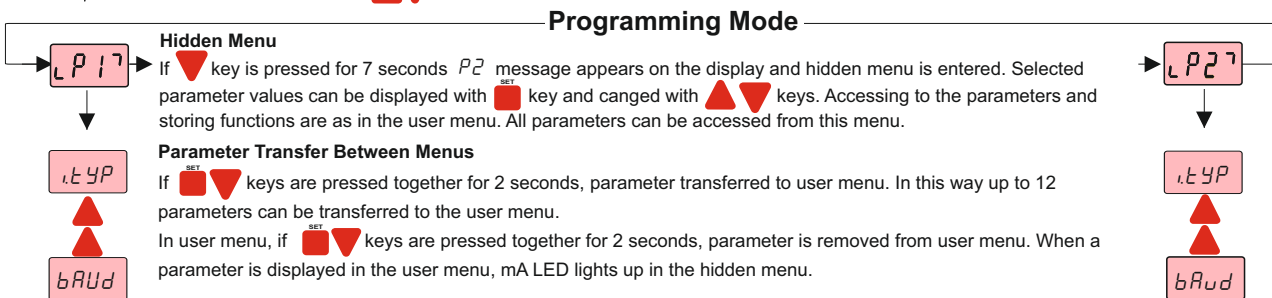 Programming Mode
P1
Hidden Menu
If key is pressed for 7 seconds P2 message appears on the display and hidden menu is entered. Selected
SET
parameter values can be displayed with key and canged with keys. Accessing to the parameters and
storing functions are as in the user menu. All parameters can be accessed from this menu.
P2
i.tYP
Parameter Transfer Between Menus
SET
If keys are pressed together for 2 seconds, parameter transferred to user menu. In this way up to 12
parameters can be transferred to the user menu.
SET
In user menu, if keys are pressed together for 2 seconds, parameter is removed from user menu. When a
parameter is displayed in the user menu, mA LED lights up in the hidden menu.
bAUd
i.tYP
bAud